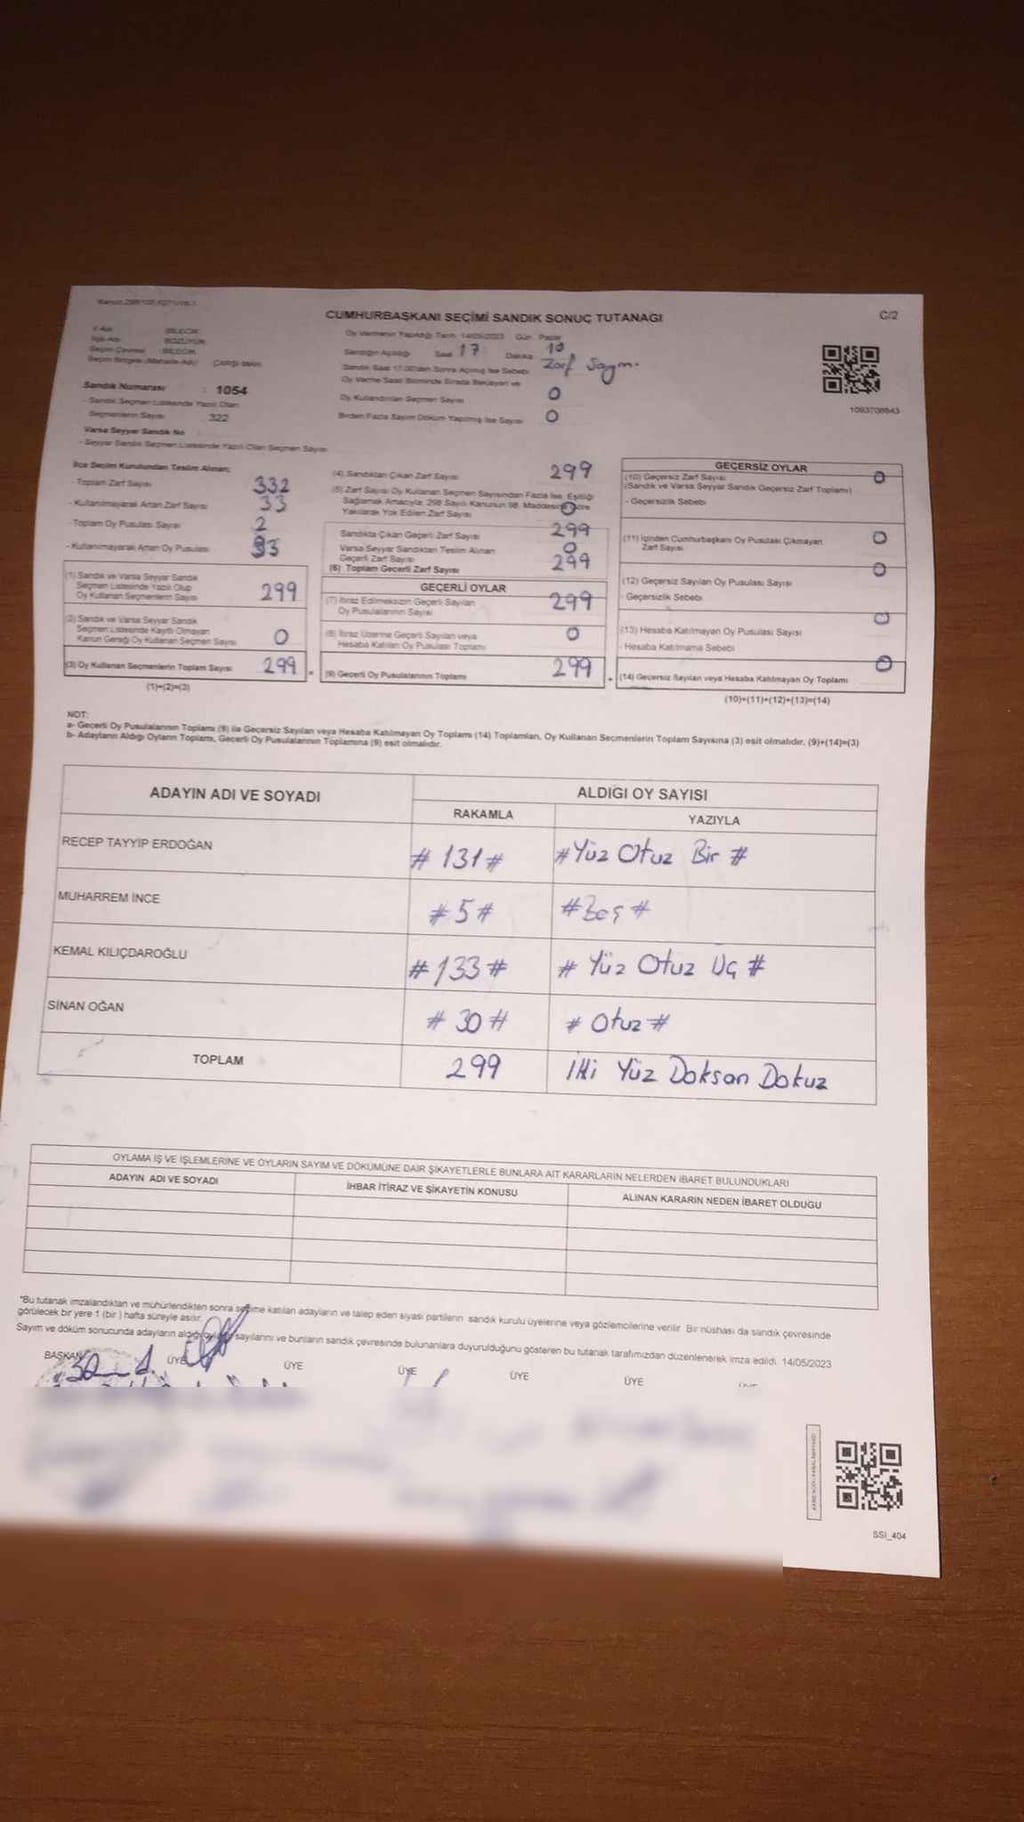 CUMHURBAŞKANI SEÇİMİ SANDIK SONUÇ TUTANAĞI
C/2
Oy Vermenin Yapıldığı Tarih 14/05/2023 Gün Pazar
Sandığın Açıldığı Saat 17 Dakika 10
Sandık Saat 17.00'den Sonra Açılmış İse Sebebi Zarf Sayım.
Oy Verme Saati Bitiminde Sırada Bekleyen ve
Oy Kullandırılan Seçmen Sayısı 0
Birden Fazla Sayım Döküm Yapılmış İse Sayısı 0
1093708843
BİLECİK
BOZÜYÜK
Seçim Çevresi : BİLECİK
Sandık Numarası : 1054
- Sandık Seçmen Listesinde Yazılı Olan
Seçmenlerin Sayısı 322
Varsa Seyyar Sandık No
- Seyyar Sandık Seçmen Listesinde Yazılı Olan Seçmen Sayısı
İlçe Seçim Kurulundan Teslim Alınan;
- Toplam Zarf Sayısı 332
- Kullanılmayarak Artan Zarf Sayısı 33
- Toplam Oy Pusulası Sayısı
- Kullanılmayarak Artan Oy Pusulası
(1) Sandık ve Varsa Seyyar Sandık
Seçmen Listesinde Yazılı Olup
Oy Kullanan Seçmenlerin Sayısı 299
(2) Sandık ve Varsa Seyyar Sandık
Seçmen Listesinde Kayıtlı Olmayan
Kanun Gereği Oy Kullanan Seçmen Sayısı 0
(3) Oy Kullanan Seçmenlerin Toplam Sayısı 299
(1)+(2)=(3)
(4) Sandıktan Çıkan Zarf Sayısı 299
(5) Zarf Sayısı Oy Kullanan Seçmen Sayısından Fazla İse, Eşitliği
Sağlamak Amacıyla, 298 Sayılı Kanunun 98. Maddesine Göre
Yakılarak Yok Edilen Zarf Sayısı 0
Sandıkta Çıkan Geçerli Zarf Sayısı 299
Varsa Seyyar Sandıktan Teslim Alınan
Geçerli Zarf Sayısı 0
(6) Toplam Geçerli Zarf Sayısı 299
GEÇERLİ OYLAR
(7) İtiraz Edilmeksizin Geçerli Sayılan
Oy Pusulalarının Sayısı 299
(8) İtiraz Üzerine Geçerli Sayılan veya
Hesaba Katılan Oy Pusulası Toplamı 0
(9) Geçerli Oy Pusulalarının Toplamı 299
GEÇERSİZ OYLAR
(10) Geçersiz Zarf Sayısı 0
(Sandık ve Varsa Seyyar Sandık Geçersiz Zarf Toplamı)
- Geçersizlik Sebebi
(11) İçinden Cumhurbaşkanı Oy Pusulası Çıkmayan
Zarf Sayısı 0
(12) Geçersiz Sayılan Oy Pusulası Sayısı 0
- Geçersizlik Sebebi
(13) Hesaba Katılmayan Oy Pusulası Sayısı 0
- Hesaba Katılmama Sebebi
(14) Geçersiz Sayılan veya Hesaba Katılmayan Oy Toplamı 0
(10)+(11)+(12)+(13)=(14)
NOT:
a- Geçerli Oy Pusulalarının Toplamı (9) ile Geçersiz Sayılan veya Hesaba Katılmayan Oy Toplamı (14) Toplamları, Oy Kullanan Seçmenlerin Toplam Sayısına (3) eşit olmalıdır. (9)+(14)=(3)
b- Adayların Aldığı Oyların Toplamı, Geçerli Oy Pusulalarının Toplamına (9) eşit olmalıdır.
ADAYIN ADI VE SOYADI ALDIĞI OY SAYISI
RAKAMLA YAZIYLA
RECEP TAYYİP ERDOĞAN # 131 # # Yüz Otuz Bir #
MUHARREM İNCE # 5 # # Beş #
KEMAL KILIÇDAROĞLU # 133 # # Yüz Otuz Üç #
SİNAN OĞAN # 30 # # Otuz #
TOPLAM 299 İki Yüz Doksan Dokuz
OYLAMA İŞ VE İŞLEMLERİNE VE OYLARIN SAYIM VE DÖKÜMÜNE DAİR ŞİKAYETLERLE BUNLARA AİT KARARLARIN NELERDEN İBARET BULUNDUKLARI
ADAYIN ADI VE SOYADI İHBAR İTİRAZ VE ŞİKAYETİN KONUSU ALINAN KARARIN NEDEN İBARET OLDUĞU
*Bu tutanak imzalandıktan ve mühürlendikten sonra seçime katılan adayların ve talep eden siyasi partilerin sandık kurulu üyelerine veya gözlemcilerine verilir. Bir nüshası da sandık çevresinde
görülecek bir yere 1 (bir) hafta süreyle asılır.
Sayım ve döküm sonucunda adayların aldığı oyların sayılarını ve bunların sandık çevresinde bulunanlara duyurulduğunu gösteren bu tutanak tarafımızdan düzenlenerek imza edildi. 14/05/2023
BAŞKAN ÜYE ÜYE ÜYE ÜYE ÜYE
SSI_404